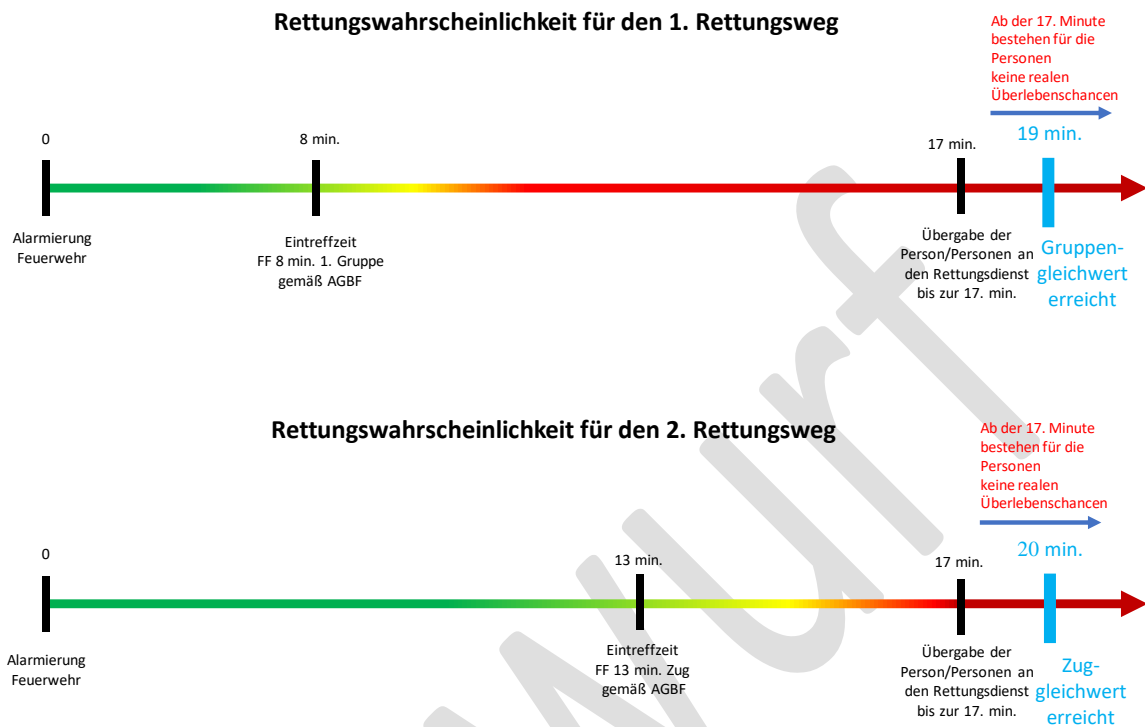 Rettungswahrscheinlichkeit für den 1. Rettungsweg
Ab der 17. Minute
bestehen für die
Personen
keine realen
Überlebenschancen
0
8 min.
17 min.
19 min.
Alarmierung
Feuerwehr
Eintreffzeit
FF 8 min. 1. Gruppe
gemäß AGBF
Übergabe der
Person/Personen an
den Rettungsdienst
bis zur 17. min.
Gruppen-
gleichwert
erreicht
Rettungswahrscheinlichkeit für den 2. Rettungsweg
Ab der 17. Minute
bestehen für die
Personen
keine realen
Überlebenschancen
0
13 min.
17 min.
20 min.
Alarmierung
Feuerwehr
Eintreffzeit
FF 13 min. Zug
gemäß AGBF
Übergabe der
Person/Personen an
den Rettungsdienst
bis zur 17. min.
Zug-
gleichwert
erreicht
wurf